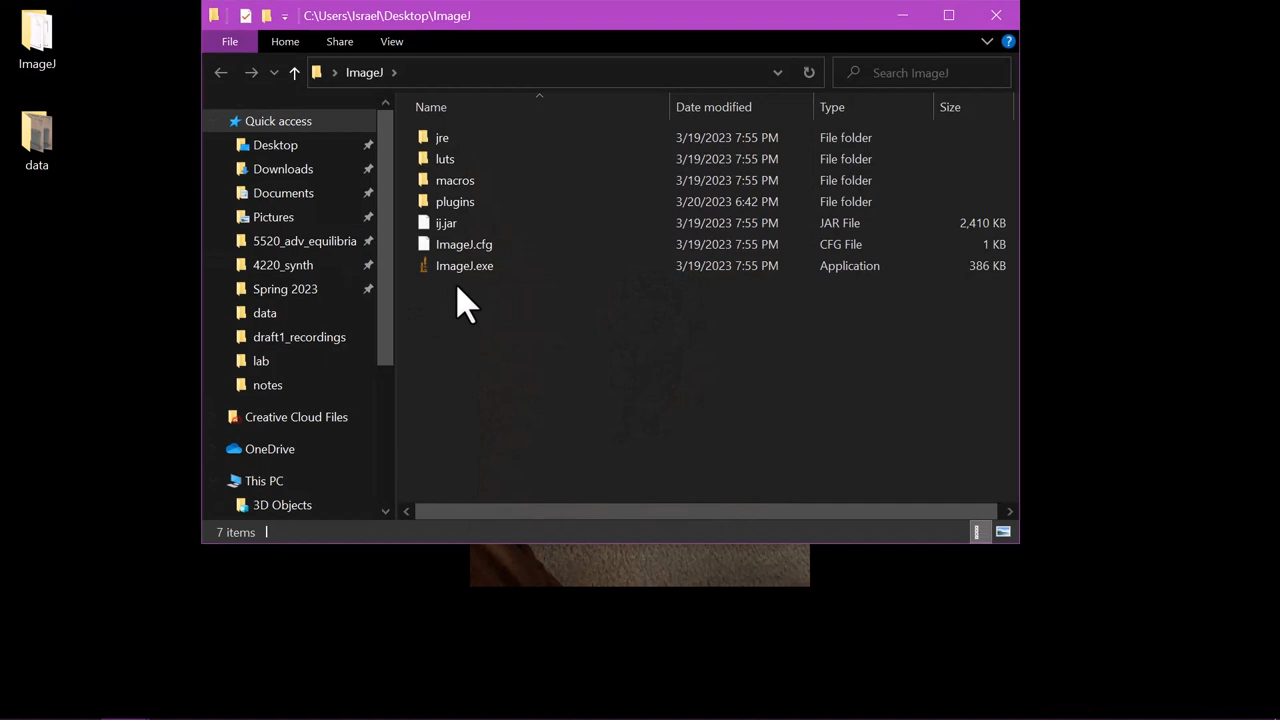 C:\Users\Israel\Desktop\ImageJ
File Home Share View
ImageJ
Search ImageJ
ImageJ
data
Quick access
Desktop
Downloads
Documents
Pictures
5520_adv_equilibria
4220_synth
Spring 2023
data
draft1_recordings
lab
notes
Creative Cloud Files
OneDrive
This PC
3D Objects
Name Date modified Type Size
jre 3/19/2023 7:55 PM File folder
luts 3/19/2023 7:55 PM File folder
macros 3/19/2023 7:55 PM File folder
plugins 3/20/2023 6:42 PM File folder
ij.jar 3/19/2023 7:55 PM JAR File 2,410 KB
ImageJ.cfg 3/19/2023 7:55 PM CFG File 1 KB
ImageJ.exe 3/19/2023 7:55 PM Application 386 KB
7 items